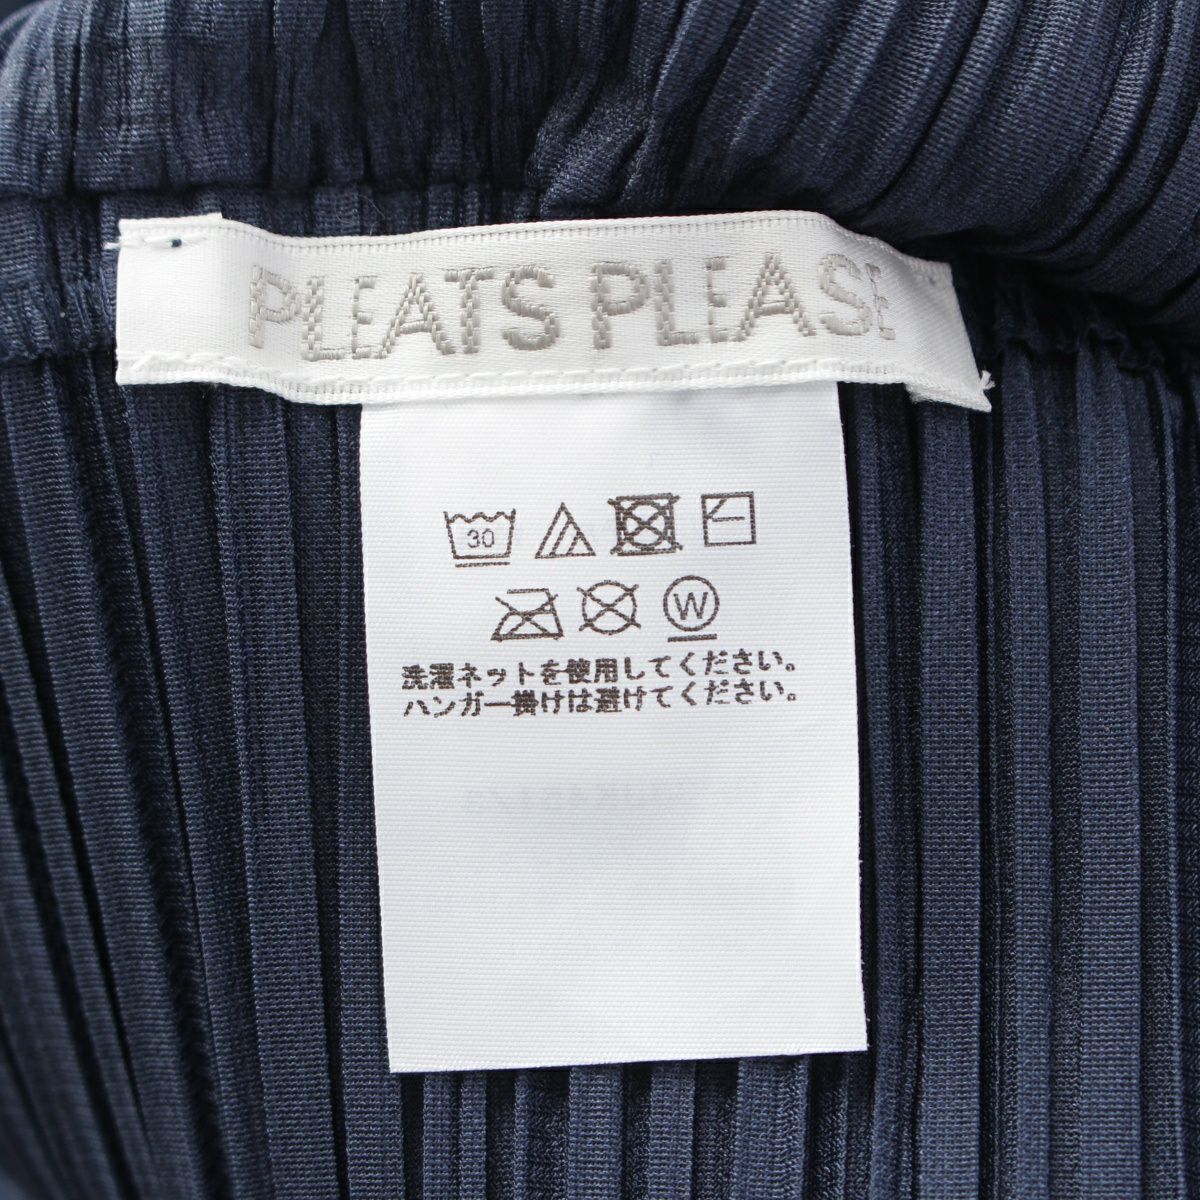 PLEATS PLEASE
30
W
洗濯ネットを使用してください。
ハンガー掛けは避けてください。